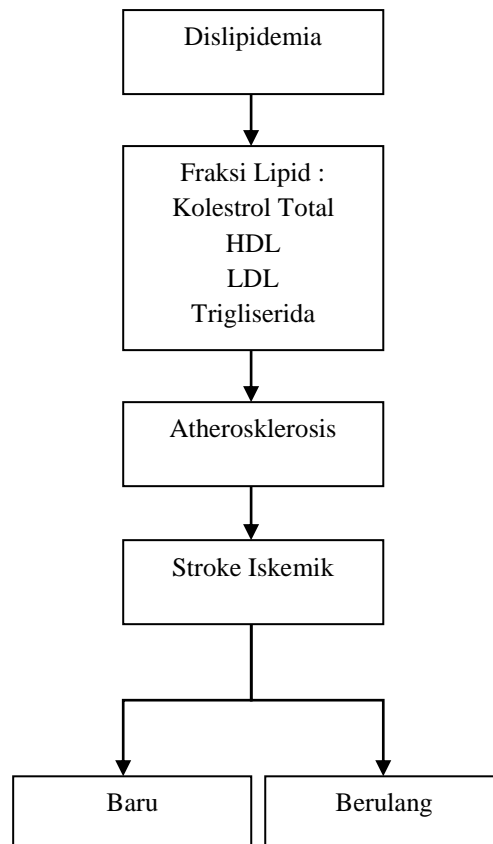 Dislipidemia
Fraksi Lipid :
Kolestrol Total
HDL
LDL
Trigliserida
Atherosklerosis
Stroke Iskemik
Baru
Berulang